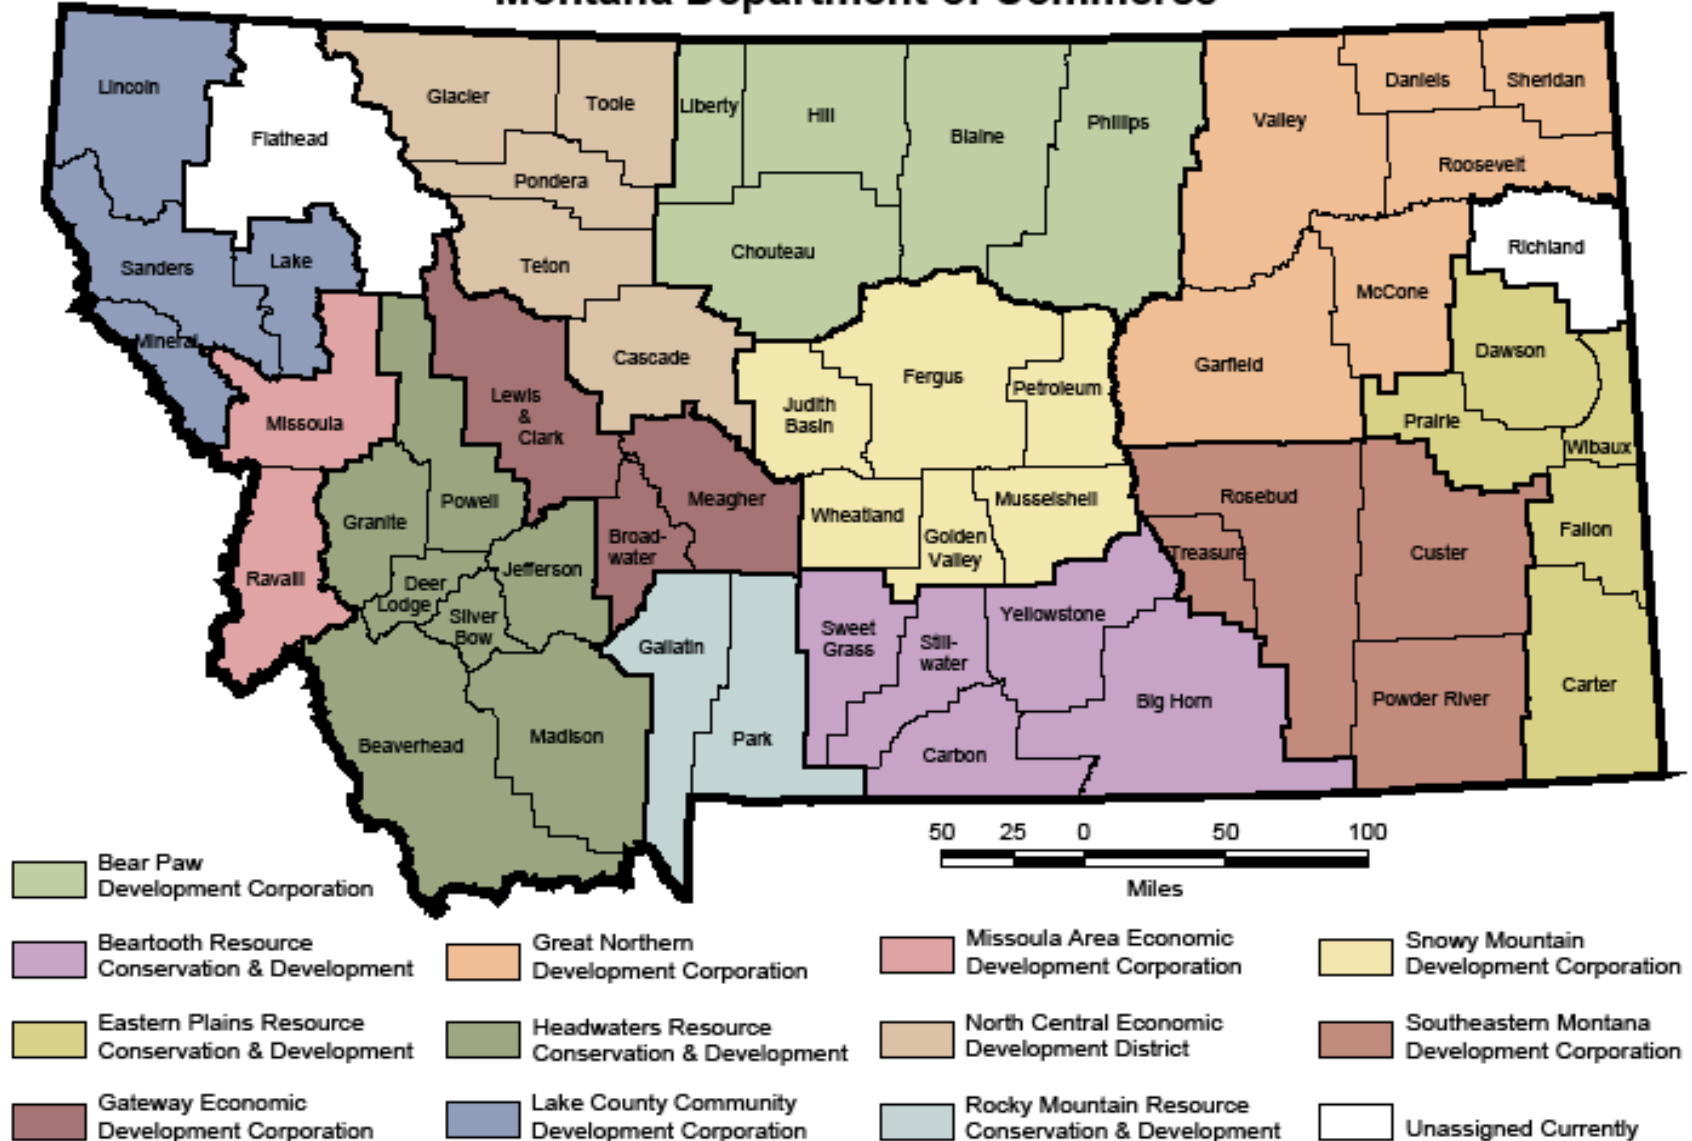 Montana Department of Commerce
Lincoln
Flathead
Glacier
Toole
Liberty
Hill
Blaine
Phillips
Valley
Daniels
Sheridan
Roosevelt
Pondera
Teton
Chouteau
Richland
McCone
Sanders
Lake
Mineral
Cascade
Fergus
Petroleum
Garfield
Dawson
Judith
Basin
Prairie
Wibaux
Missoula
Lewis
&
Clark
Powell
Granite
Meagher
Wheatland
Golden
Valley
Musselshell
Rosebud
Treasure
Custer
Fallon
Ravalli
Deer
Lodge
Silver
Bow
Jefferson
Broad-
water
Gallatin
Park
Sweet
Grass
Still-
water
Yellowstone
Big Horn
Carbon
Powder River
Carter
Beaverhead
Madison
50 25 0 50 100
Miles
Bear Paw
Development Corporation
Beartooth Resource
Conservation & Development
Eastern Plains Resource
Conservation & Development
Gateway Economic
Development Corporation
Great Northern
Development Corporation
Headwaters Resource
Conservation & Development
Lake County Community
Development Corporation
Missoula Area Economic
Development Corporation
North Central Economic
Development District
Rocky Mountain Resource
Conservation & Development
Snowy Mountain
Development Corporation
Southeastern Montana
Development Corporation
Unassigned Currently